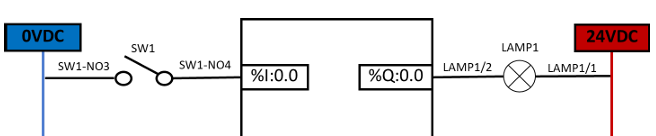 0VDC
SW1
LAMP1
24VDC
SW1-NO3
SW1-NO4
%I:0.0
%Q:0.0
LAMP1/2
LAMP1/1